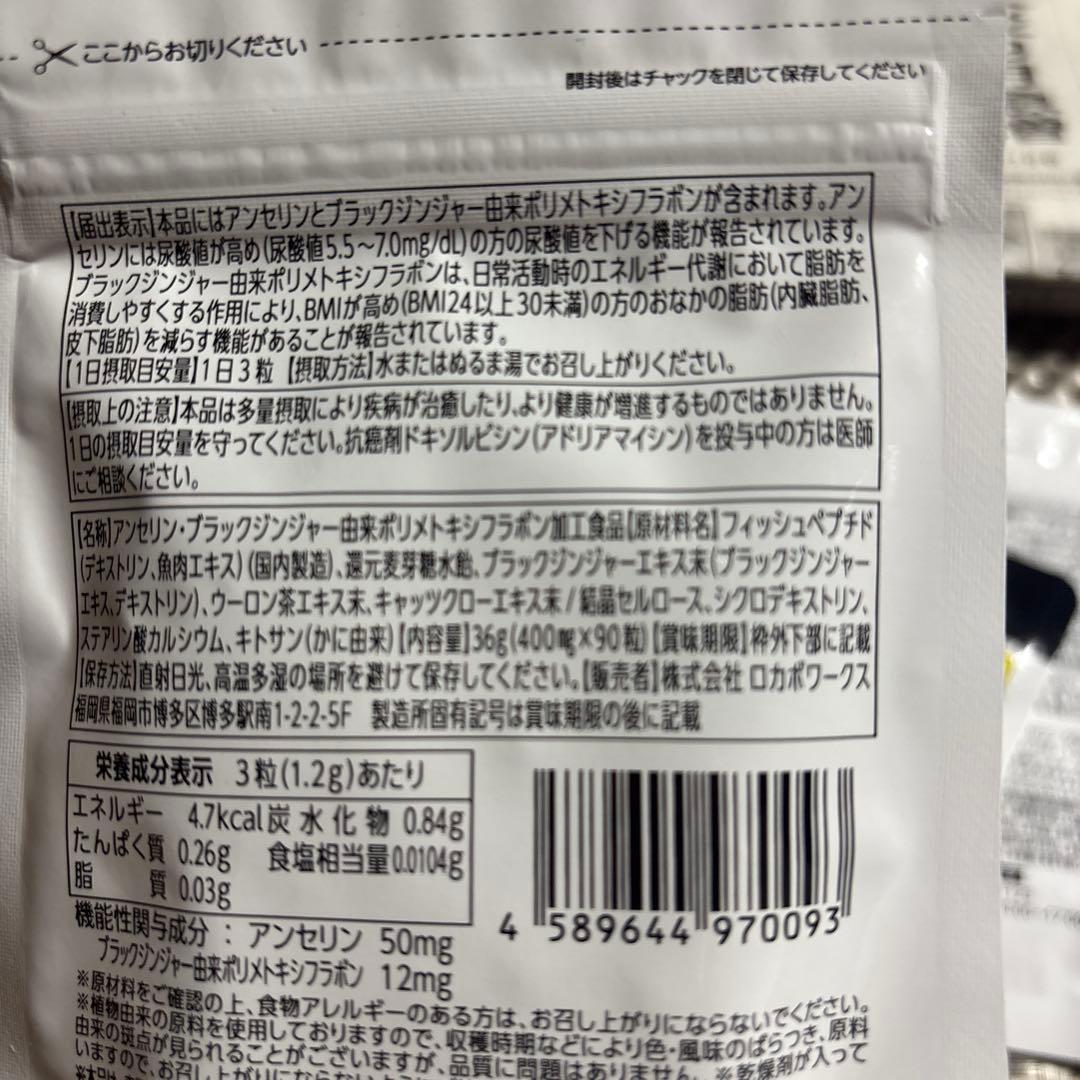 ここからお切りください
開封後はチャックを閉じて保存してください
【届出表示】本品にはアンセリンとブラックジンジャー由来ポリメトキシフラボンが含まれます。アン
セリンには尿酸値が高め(尿酸値5.5～7.0mg/dL)の方の尿酸値を下げる機能が報告されています。
ブラックジンジャー由来ポリメトキシフラボンは、日常活動時のエネルギー代謝において脂肪を
消費しやすくする作用により、BMIが高め(BMI24以上30未満)の方のおなかの脂肪(内臓脂肪、
皮下脂肪)を減らす機能があることが報告されています。
【1日摂取目安量】1日3粒 【摂取方法】水またはぬるま湯でお召し上がりください。
【摂取上の注意】本品は多量摂取により疾病が治癒したり、より健康が増進するものではありません。
1日の摂取目安量を守ってください。抗癌剤ドキソルビシン(アドリアマイシン)を投与中の方は医師
にご相談ください。
【名称】アンセリン・ブラックジンジャー由来ポリメトキシフラボン加工食品【原材料名】フィッシュペプチド
(デキストリン、魚肉エキス)(国内製造)、還元麦芽糖水飴、ブラックジンジャーエキス末(ブラックジンジャー
エキス、デキストリン)、ウーロン茶エキス末、キャッツクローエキス末/結晶セルロース、シクロデキストリン、
ステアリン酸カルシウム、キトサン(かに由来)【内容量】36g(400mg×90粒)【賞味期限】枠外下部に記載
【保存方法】直射日光、高温多湿の場所を避けて保存してください。【販売者】株式会社 ロカボワークス
福岡県福岡市博多区博多駅南1-2-2-5F 製造所固有記号は賞味期限の後に記載
栄養成分表示 3粒(1.2g)あたり
エネルギー 4.7kcal 炭水化物 0.84g
たんぱく質 0.26g 食塩相当量 0.0104g
脂質 0.03g
機能性関与成分：アンセリン 50mg
ブラックジンジャー由来ポリメトキシフラボン 12mg
4 589644 970093
※原材料をご確認の上、食物アレルギーのある方は、お召し上がりにならないでください。
※植物由来の原料を使用しておりますので、収穫時期などにより色・風味のばらつき、原料
由来の斑点が見られることがございますが、品質に問題はありません。※乾燥剤が入って
いますので、お召し上がりにならないように